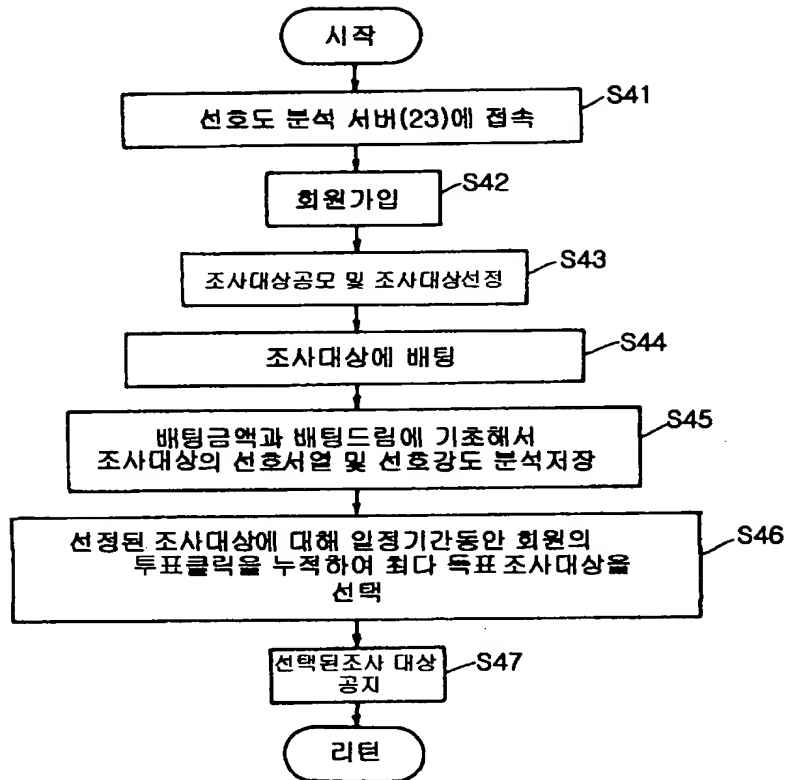 시작
선호도 분석 서버(23)에 접속
S41
회원가입
S42
조사대상공모 및 조사대상선정
S43
조사대상에 배팅
S44
배팅금액과 배팅드림에 기초해서
조사대상의 선호서열 및 선호강도 분석저장
S45
선정된 조사대상에 대해 일정기간동안 회원의
투표클릭을 누적하여 최다 득표 조사대상을
선택
S46
선택된조사 대상
공지
S47
리턴